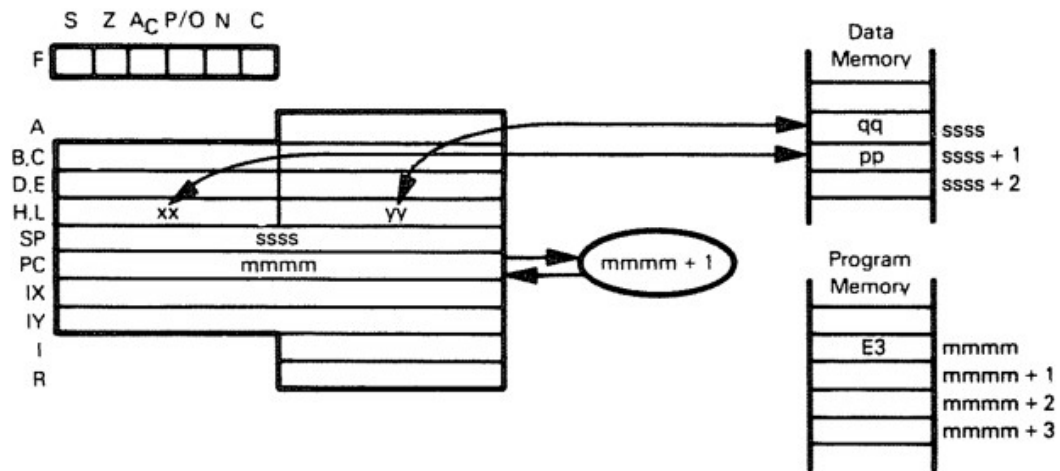 S Z AC P/O N C
F
Data
Memory
A
qq ssss
B,C
pp ssss + 1
D,E
ssss + 2
H,L xx yy
SP ssss
PC mmmm
mmmm + 1
Program
Memory
IX
IY
I
E3 mmmm
R
mmmm + 1
mmmm + 2
mmmm + 3